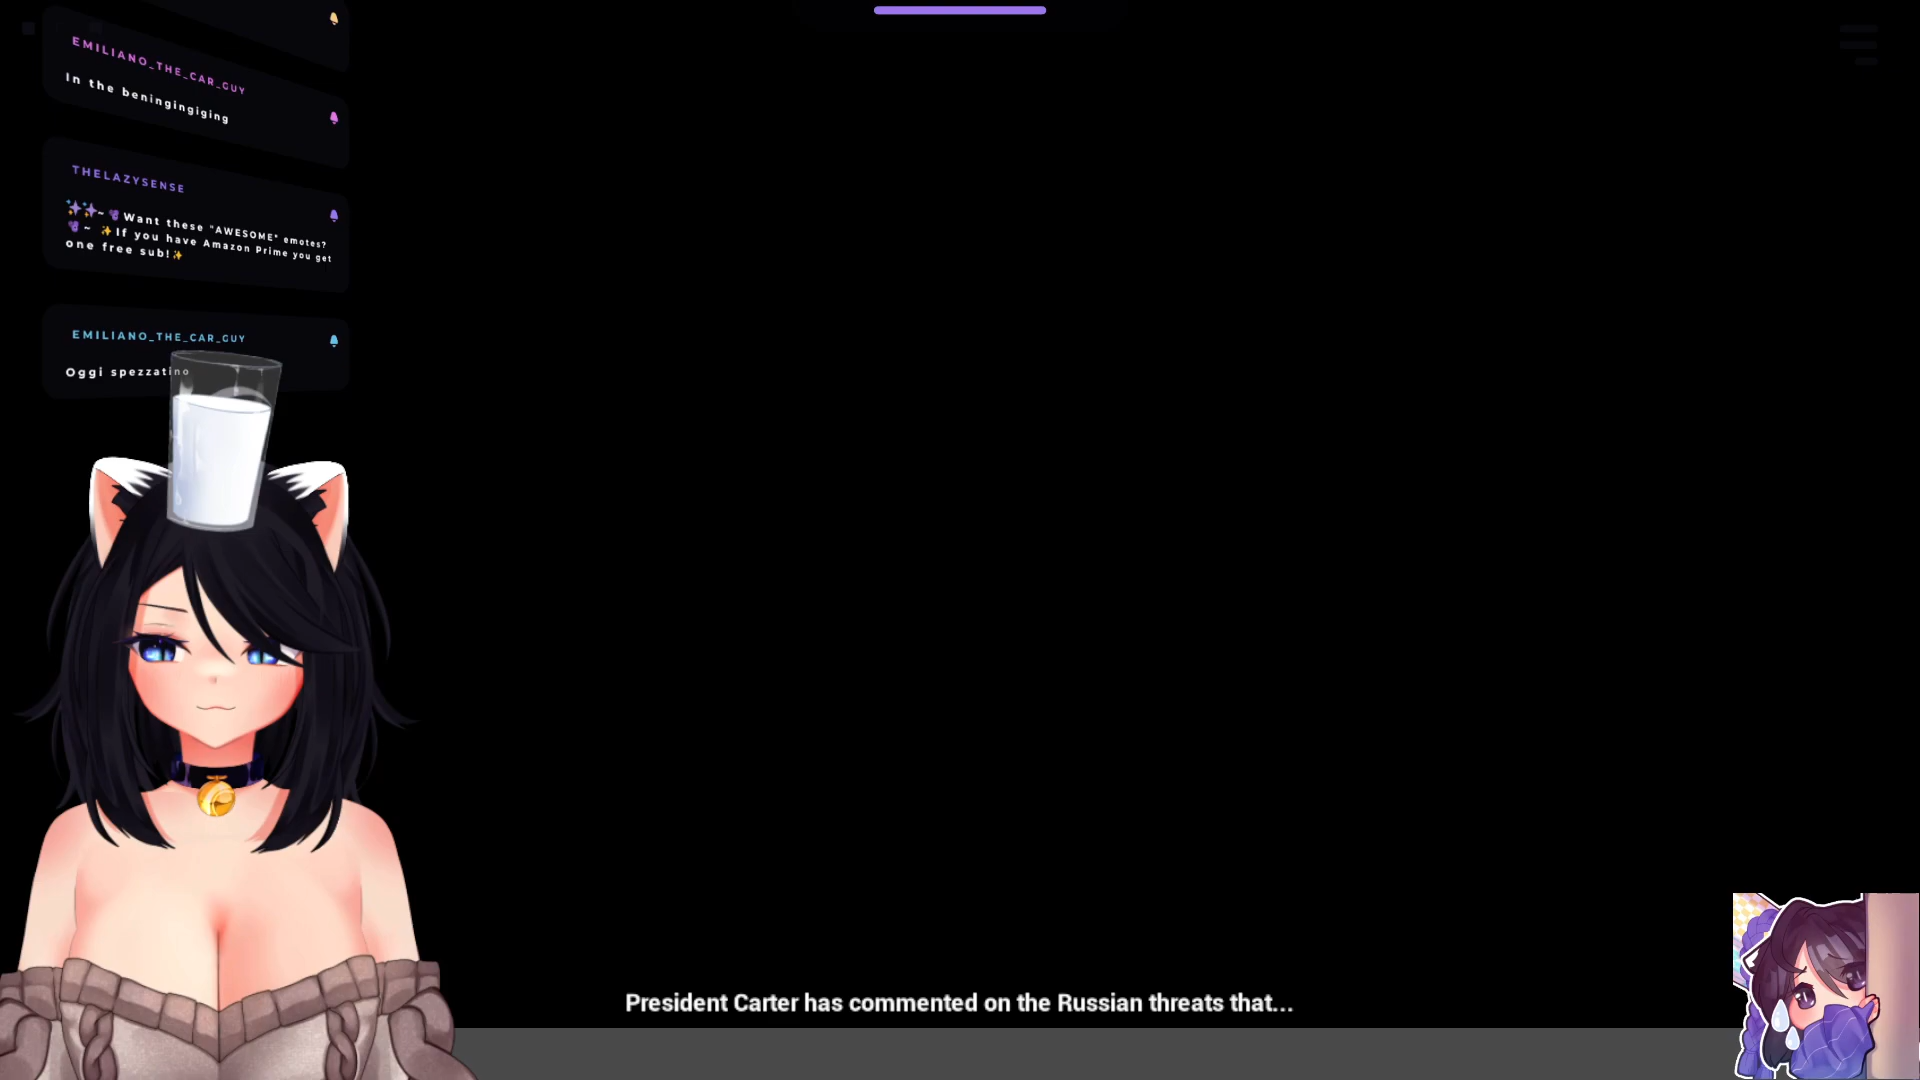 EMILIANO_THE_CAR_GUY
In the beningingiging
THELAZYSENSE
✨✨~ 🍇Want these "AWESOME" emotes?
🍇~ ✨If you have Amazon Prime you get
one free sub!✨
EMILIANO_THE_CAR_GUY
Oggi spezzatino
President Carter has commented on the Russian threats that...